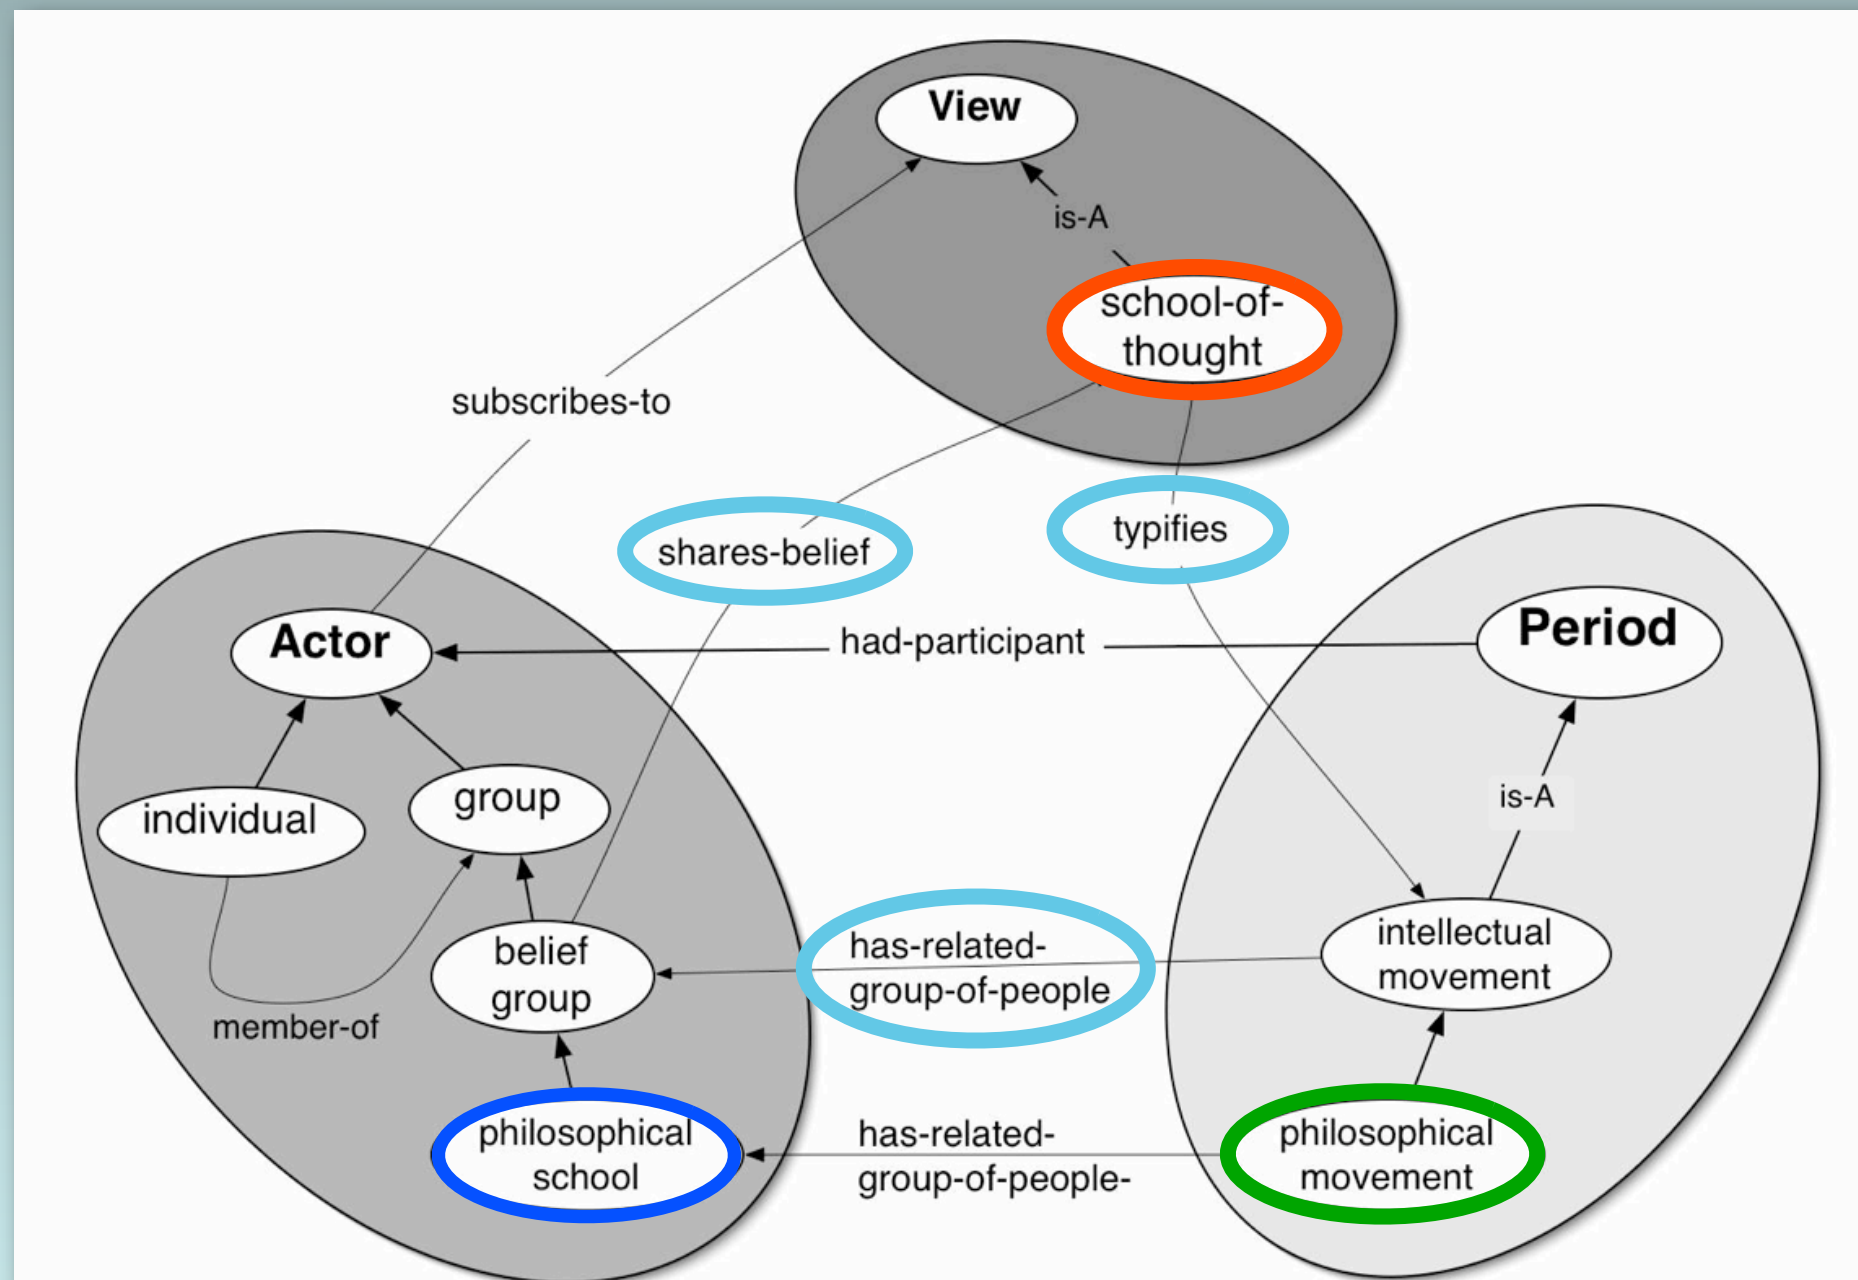 View
is-A
school-of-
thought
subscribes-to
shares-belief
typifies
Actor
had-participant
Period
individual
group
is-A
belief
group
has-related-
group-of-people
intellectual
movement
member-of
philosophical
school
has-related-
group-of-people-
philosophical
movement